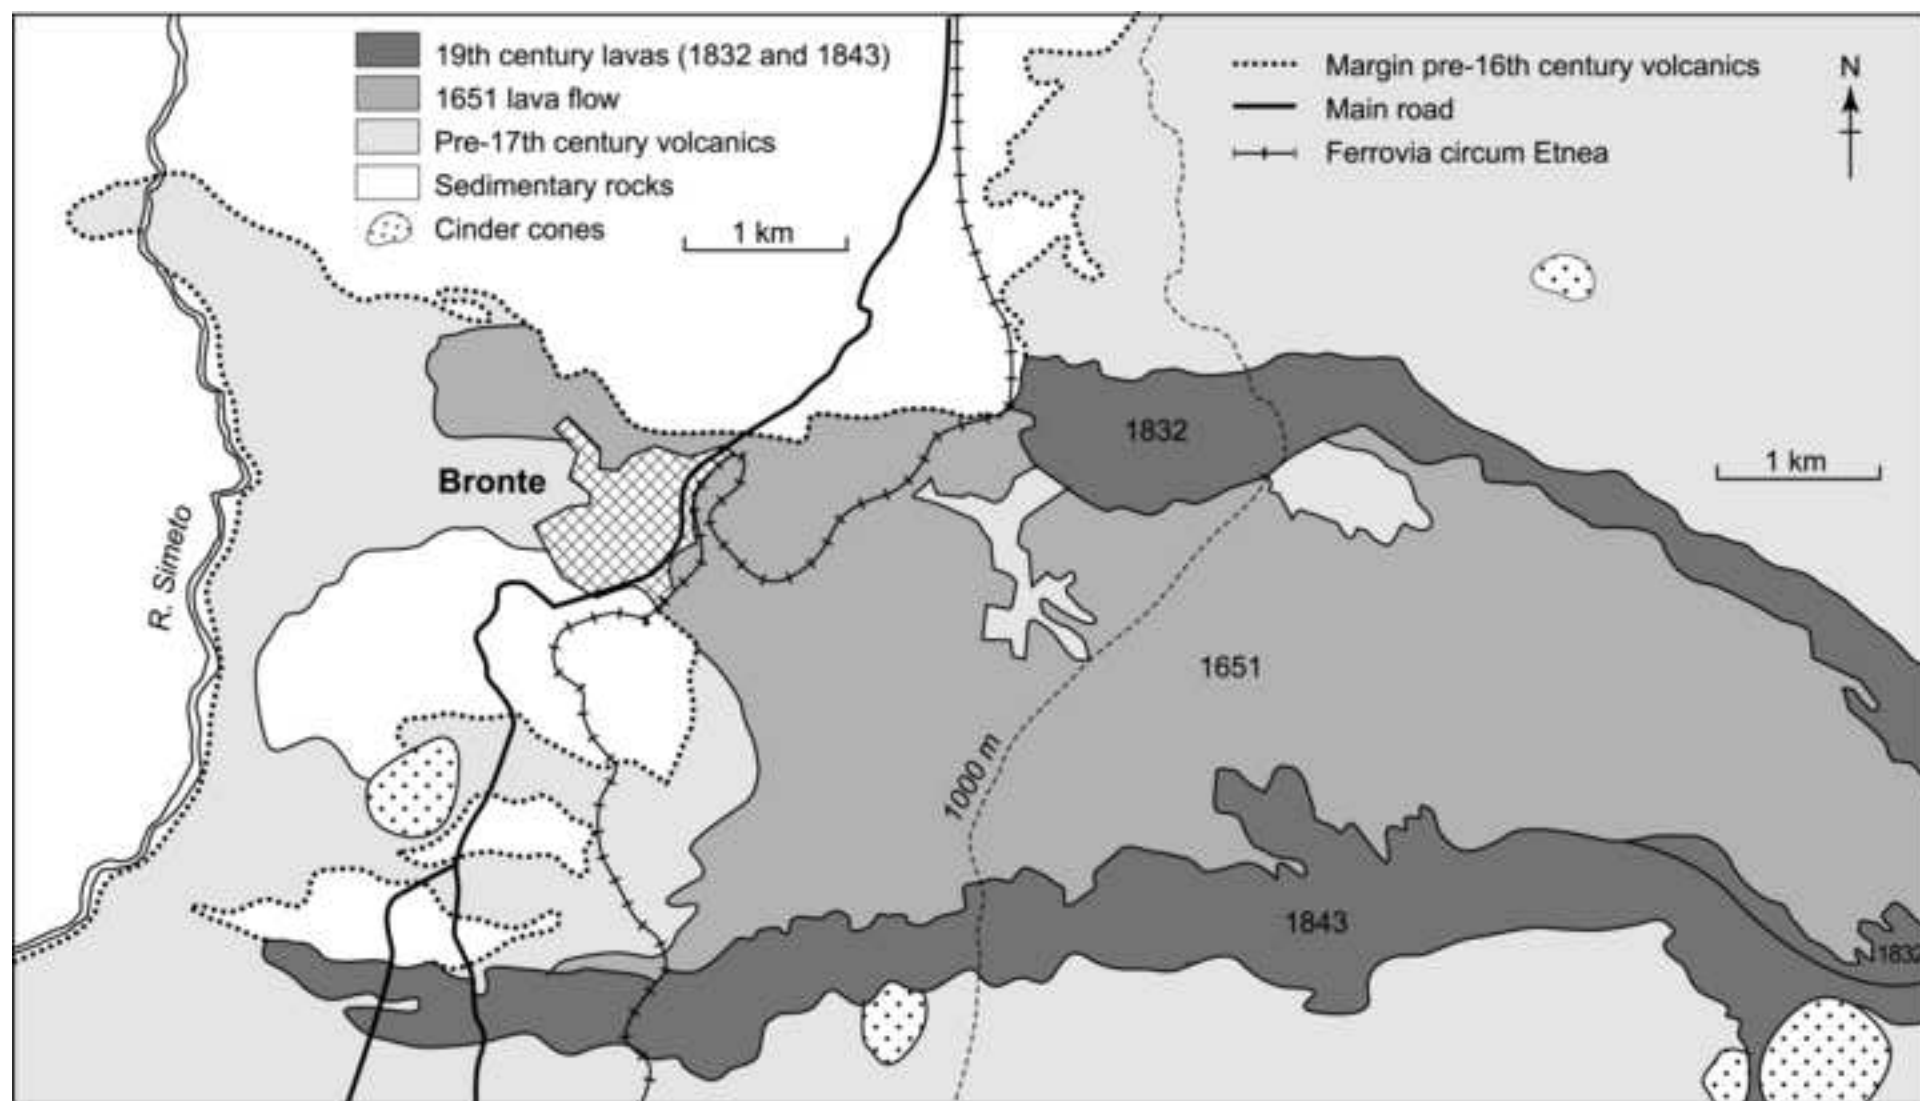 19th century lavas (1832 and 1843)
1651 lava flow
Pre-17th century volcanics
Sedimentary rocks
Cinder cones
1 km
Margin pre-16th century volcanics
Main road
Ferrovia circum Etnea
N
1832
1 km
Bronte
R. Simeto
1651
1000 m
1843
1832